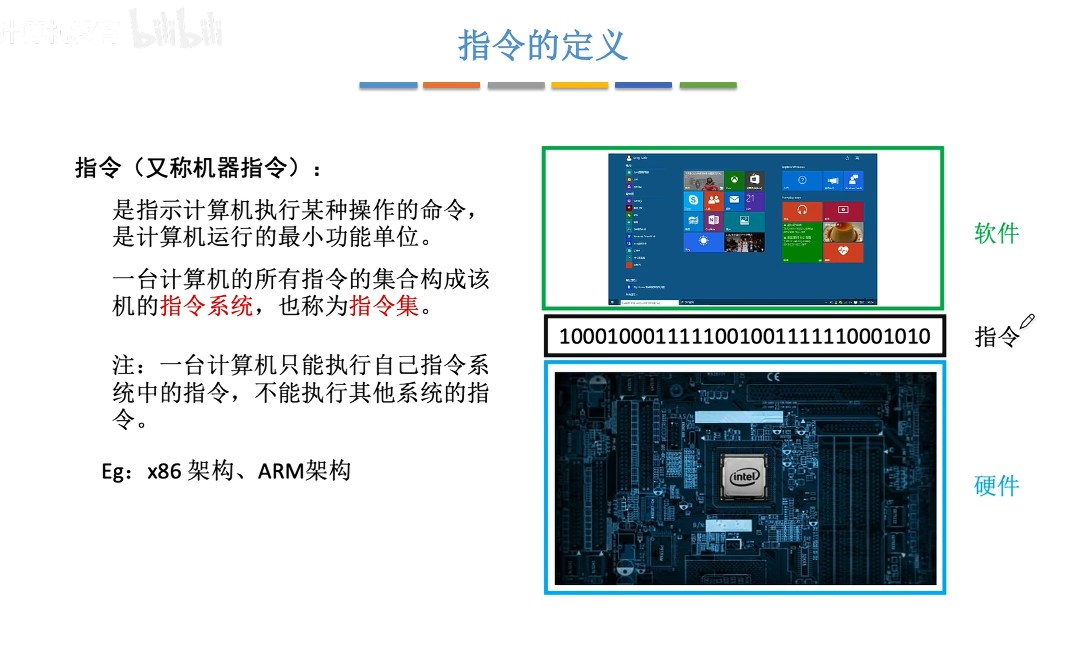 bilibili
指令的定义
指令（又称机器指令）：
是指示计算机执行某种操作的命令，
是计算机运行的最小功能单位。
一台计算机的所有指令的集合构成该
机的指令系统，也称为指令集。
注：一台计算机只能执行自己指令系
统中的指令，不能执行其他系统的指
令。
Eg：x86 架构、ARM架构
软件
1000100011111001001111110001010
指令
intel
硬件